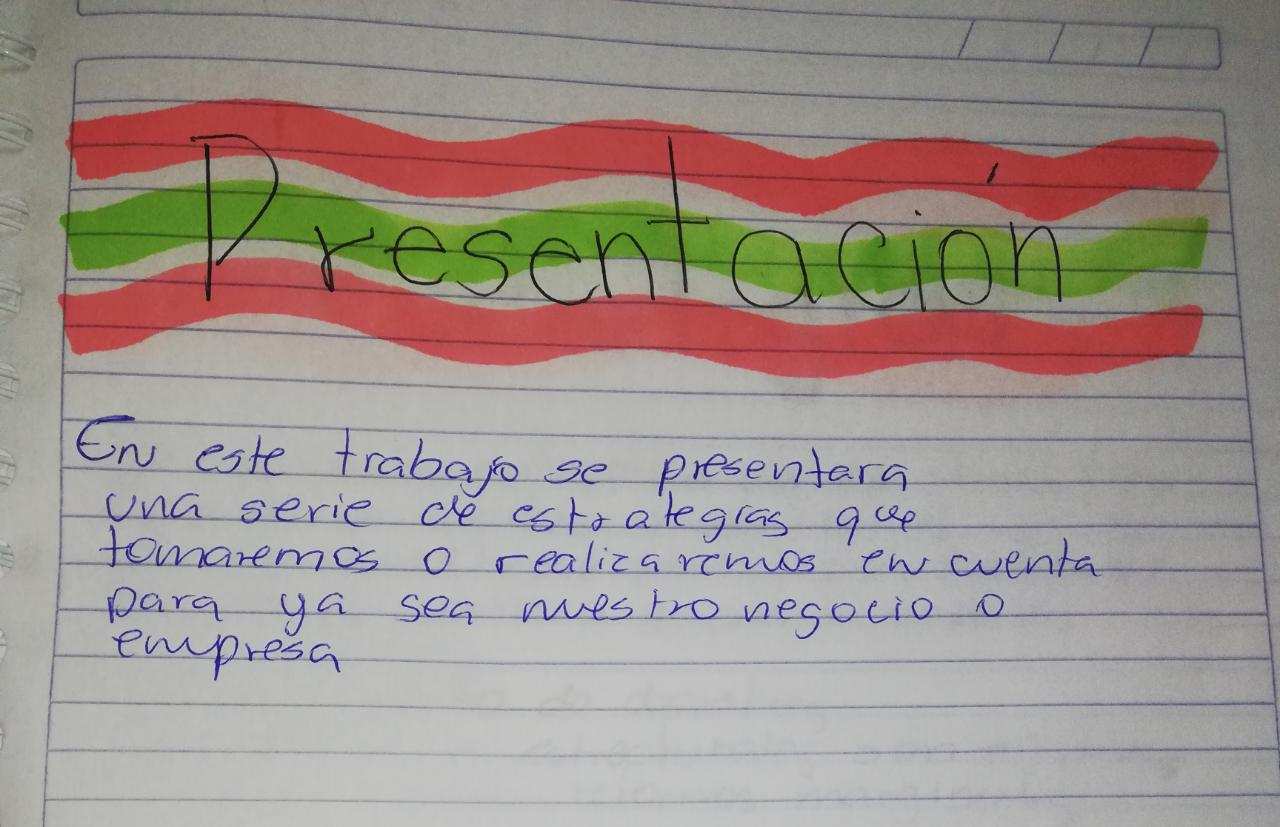 Presentación
En este trabajo se presentara
una serie de estrategias que
tomaremos o realizaremos en cuenta
para ya sea nuestro negocio o
empresa